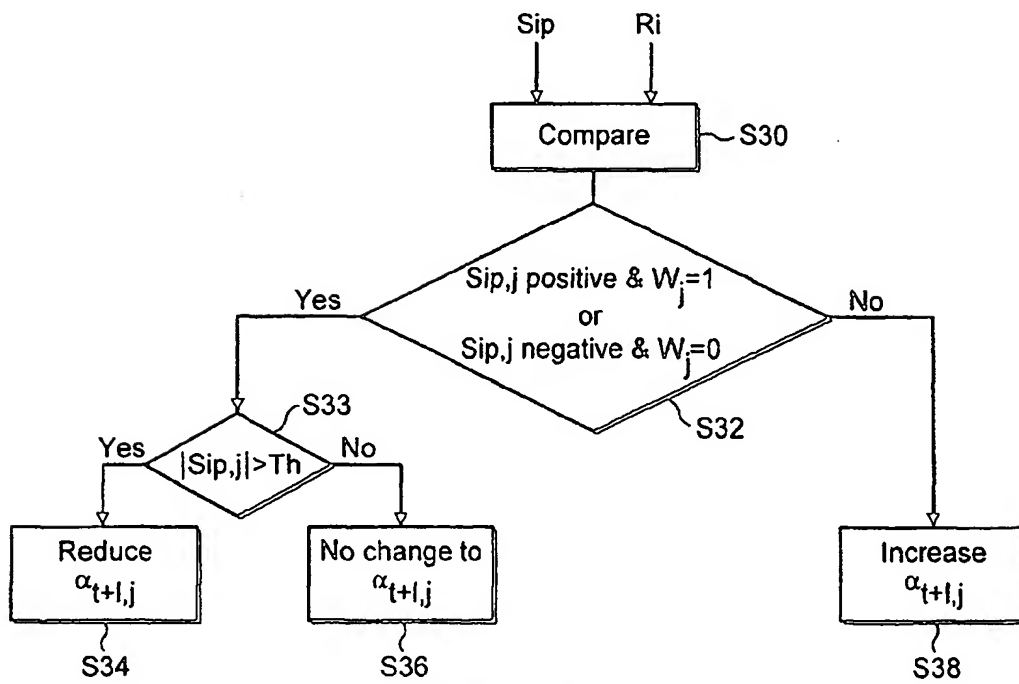 Sip Ri
Compare
S30
Sip,j positive & Wj=1
or
Sip,j negative & Wj=0
Yes
No
S32
S33
Yes
No
|Sip,j|>Th
Reduce
αt+l,j
No change to
αt+l,j
Increase
αt+l,j
S34
S36
S38